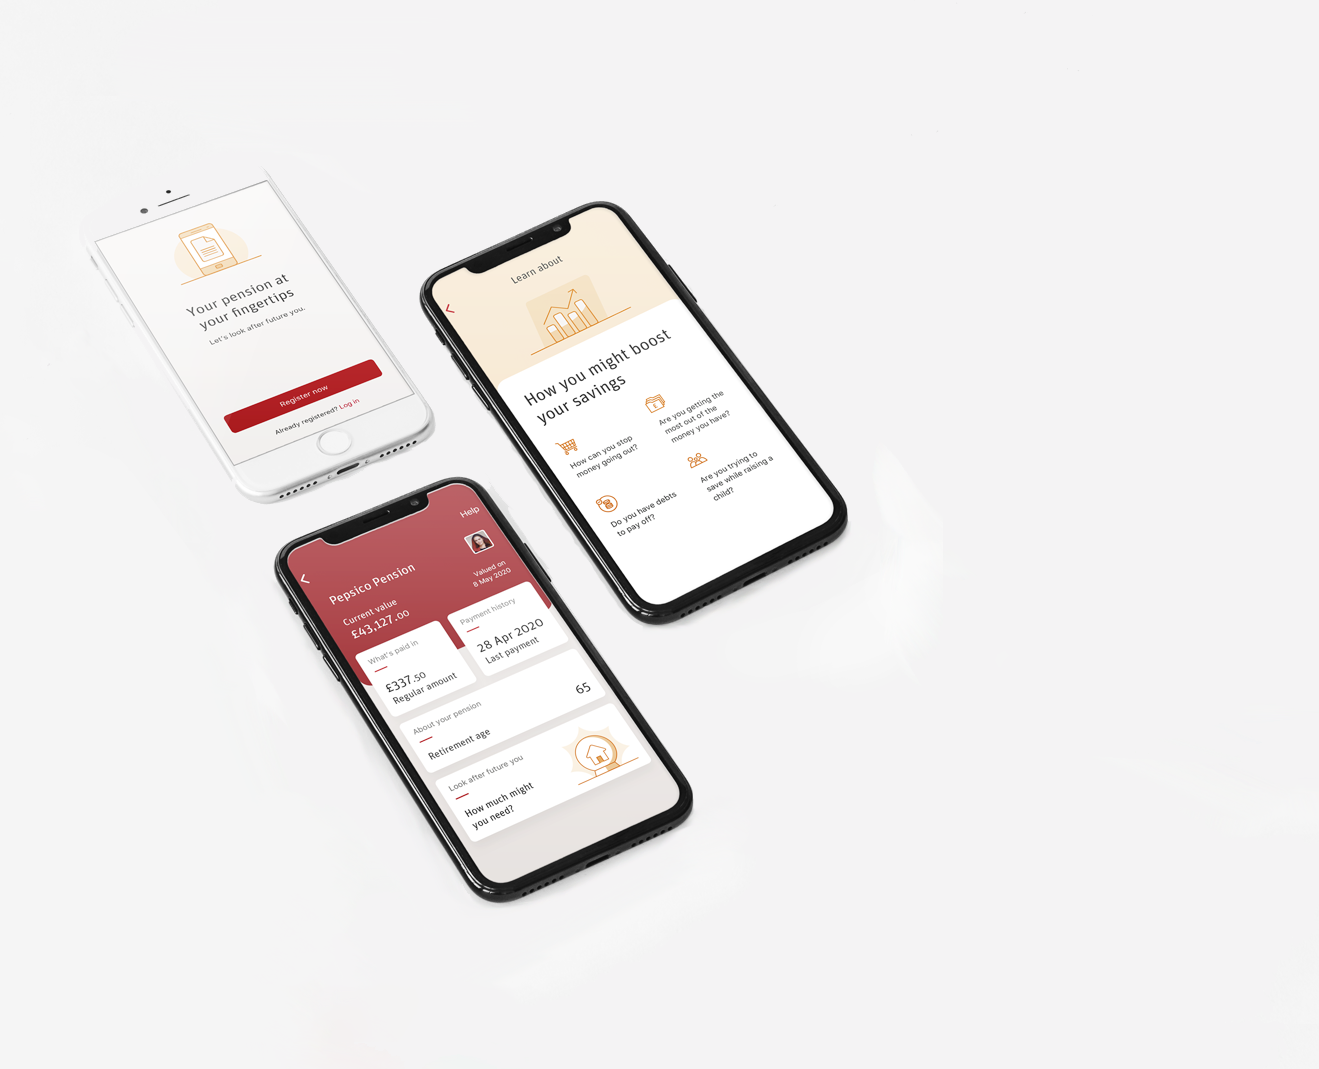 Your pension at
your fingertips
Let's look after future you.
Register now
Already registered? Log in
Learn about
How you might boost
your savings
How can you stop
money going out?
Are you getting the
most out of the
money you have?
Do you have debts
to pay off?
Are you trying to
save while raising a
child?
Help
Pepsico Pension
Valued on
8 May 2020
Current value
£43,127.00
What's paid in
£337.50
Regular amount
Payment history
28 Apr 2020
Last payment
About your pension
Retirement age
65
Look after future you
How much might
you need?